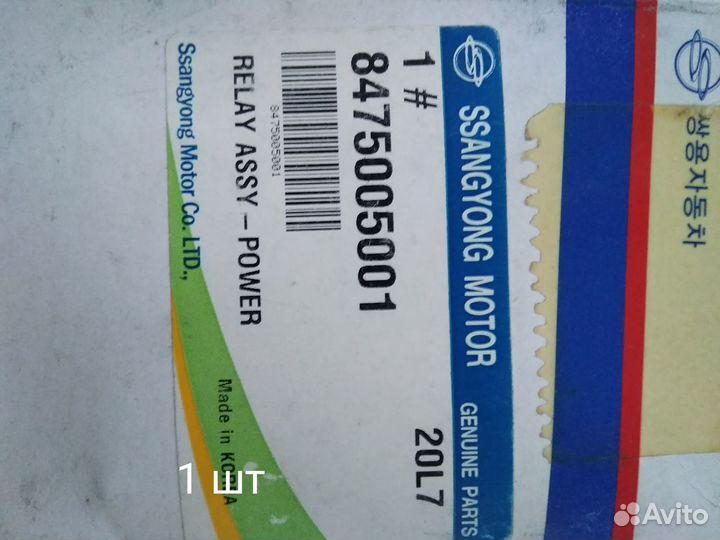 SSANGYONG MOTOR GENUINE PARTS
1 #
8475005001
20L7
8475005001
RELAY ASSY - POWER
Made in KOREA
Ssangyong Motor Co. LTD.,
쌍용자동차
1 шт
Avito